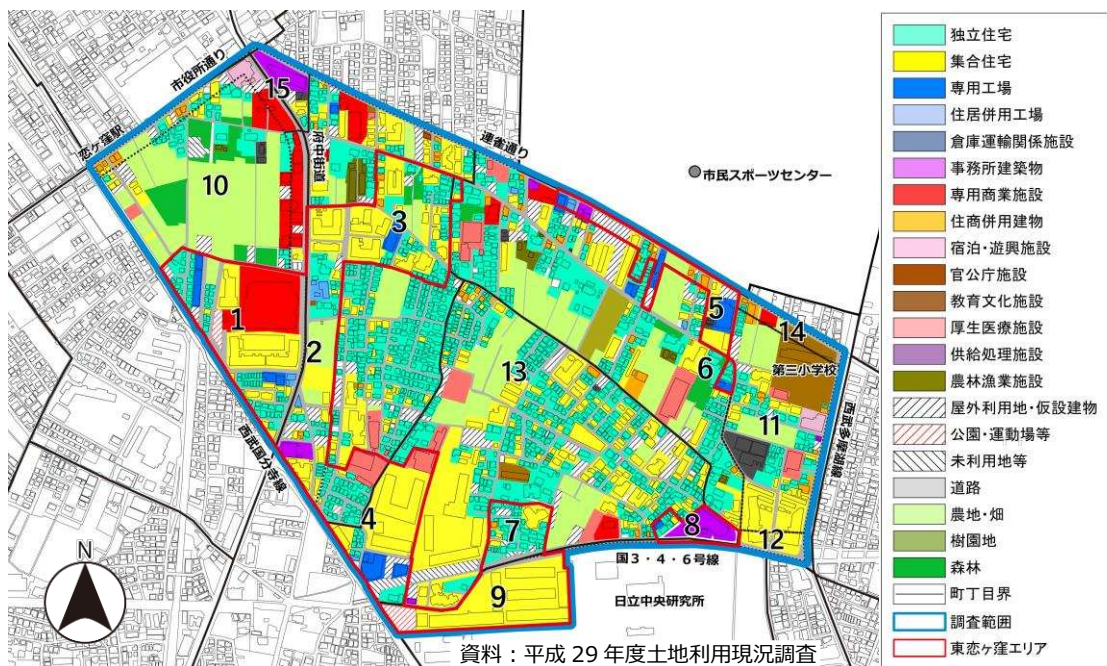 市役所通り
恋ヶ窪駅
15
府中街道
連雀通り
市民スポーツセンター
10
3
1
2
5
14
第三小学校
6
13
11
西武多摩湖線
西武国分寺線
4
7
8
12
国3・4・6号線
9
日立中央研究所
N
資料：平成 29 年度土地利用現況調査
独立住宅
集合住宅
専用工場
住居併用工場
倉庫運輸関係施設
事務所建築物
専用商業施設
住商併用建物
宿泊・遊興施設
官公庁施設
教育文化施設
厚生医療施設
供給処理施設
農林漁業施設
屋外利用地・仮設建物
公園・運動場等
未利用地等
道路
農地・畑
樹園地
森林
町丁目界
調査範囲
東恋ヶ窪エリア